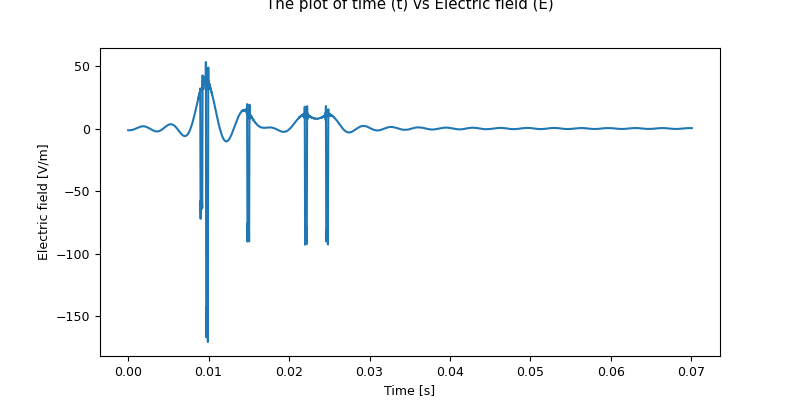 The plot of time (t) vs Electric field (E)
50
0
−50
−100
−150
Electric field [V/m]
0.00 0.01 0.02 0.03 0.04 0.05 0.06 0.07
Time [s]